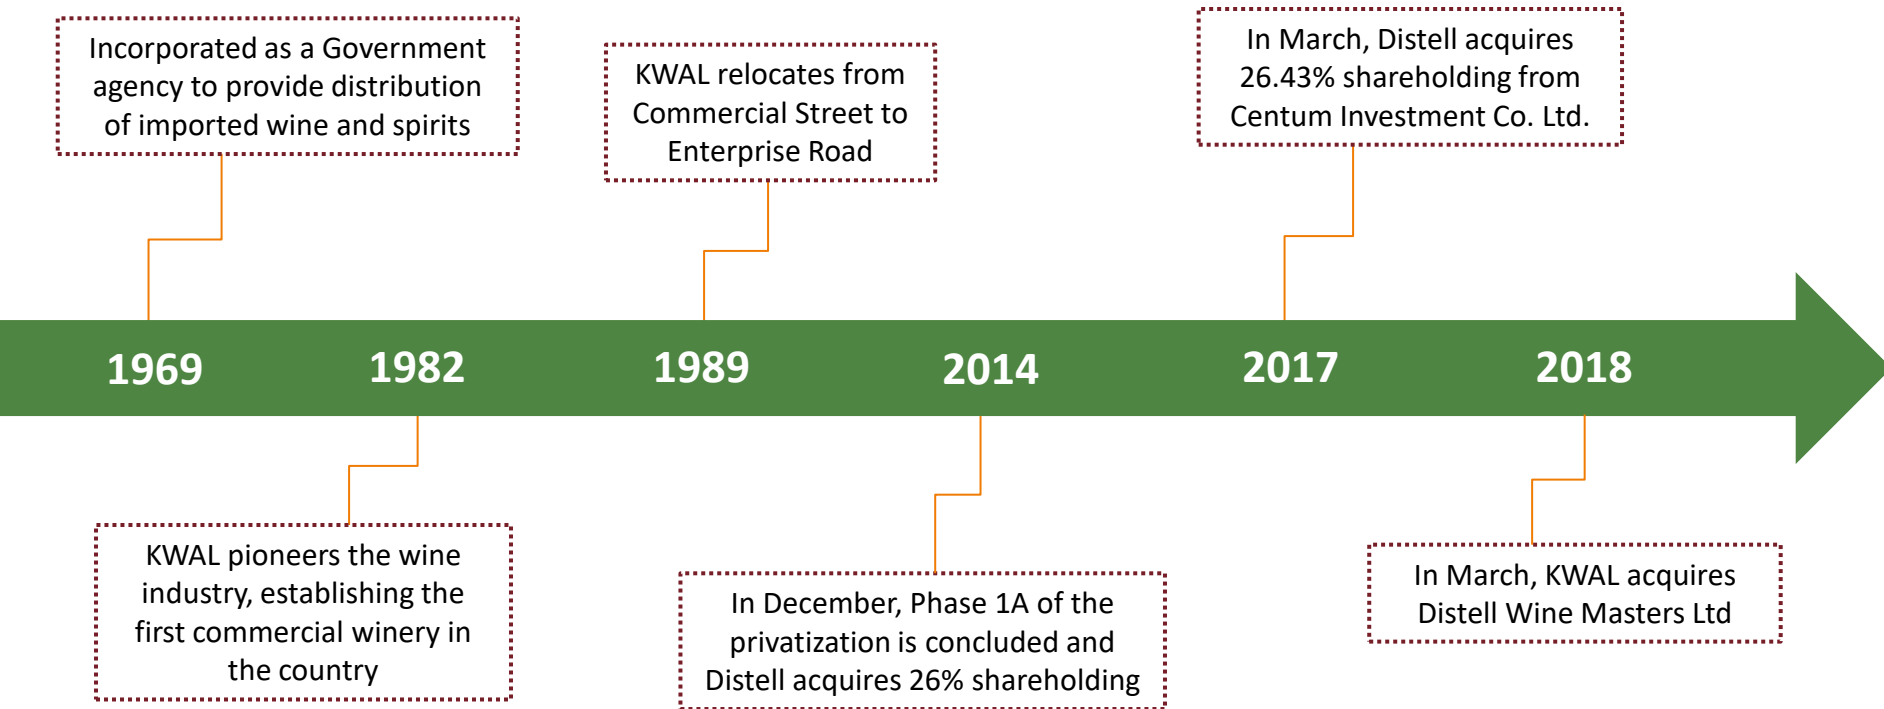 Incorporated as a Government
agency to provide distribution
of imported wine and spirits
KWAL relocates from
Commercial Street to
Enterprise Road
In March, Distell acquires
26.43% shareholding from
Centum Investment Co. Ltd.
1969
1982
1989
2014
2017
2018
KWAL pioneers the wine
industry, establishing the
first commercial winery in
the country
In December, Phase 1A of the
privatization is concluded and
Distell acquires 26% shareholding
In March, KWAL acquires
Distell Wine Masters Ltd